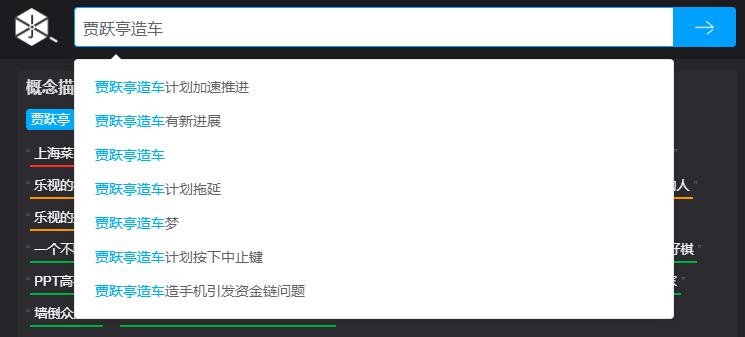 贾跃亭造车
贾跃亭造车计划加速推进
概念描
贾跃亭
贾跃亭造车有新进展
上海菜
贾跃亭造车
乐视的
人
贾跃亭造车计划拖延
乐视的
贾跃亭造车梦
一个不
好棋
贾跃亭造车计划按下中止键
PPT高
贾跃亭造车造手机引发资金链问题
墙倒众